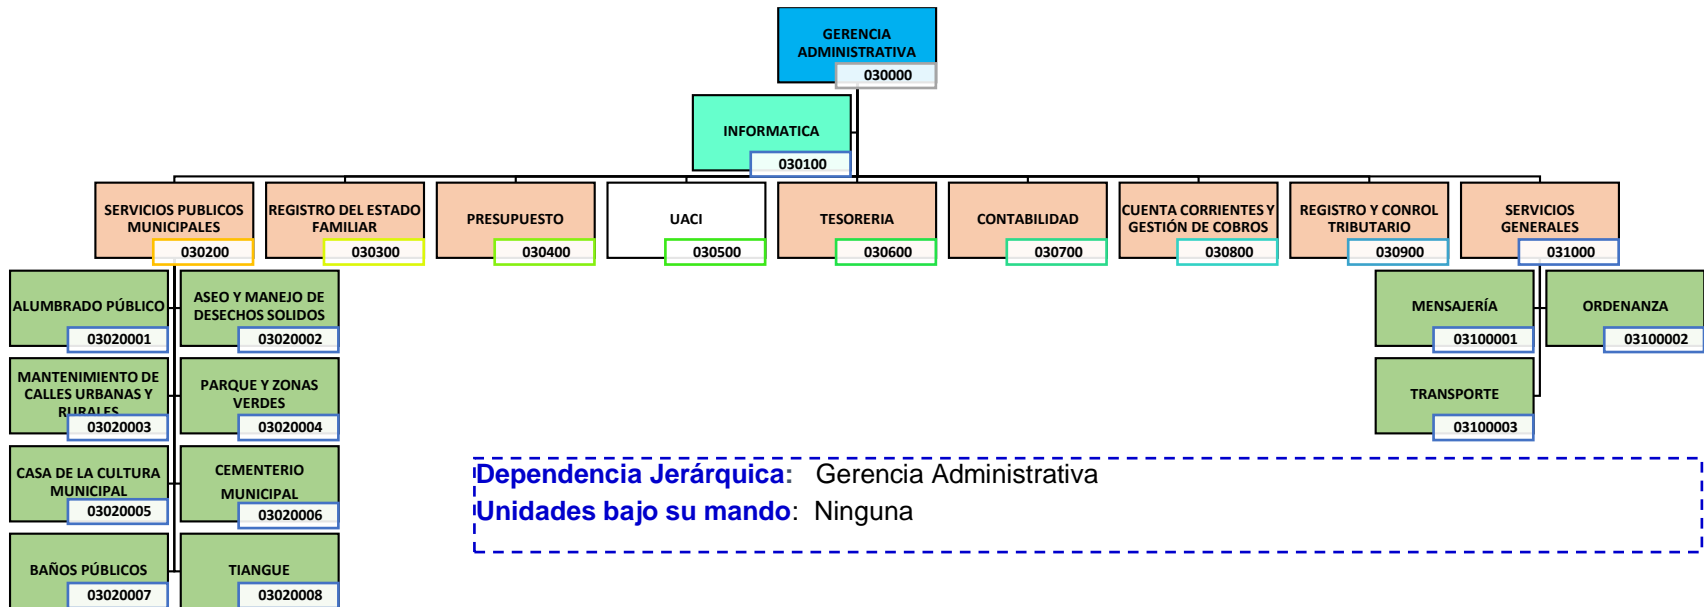 GERENCIA
ADMINISTRATIVA
030000
INFORMATICA
030100
SERVICIOS PUBLICOS
MUNICIPALES
030200
REGISTRO DEL ESTADO
FAMILIAR
030300
PRESUPUESTO
030400
UACI
030500
TESORERIA
030600
CONTABILIDAD
030700
CUENTA CORRIENTES Y
GESTIÓN DE COBROS
030800
REGISTRO Y CONROL
TRIBUTARIO
030900
SERVICIOS
GENERALES
031000
ALUMBRADO PÚBLICO
03020001
ASEO Y MANEJO DE
DESECHOS SOLIDOS
03020002
MANTENIMIENTO DE
CALLES URBANAS Y
RURALES
03020003
PARQUE Y ZONAS
VERDES
03020004
CASA DE LA CULTURA
MUNICIPAL
03020005
CEMENTERIO
MUNICIPAL
03020006
BAÑOS PÚBLICOS
03020007
TIANGUE
03020008
MENSAJERÍA
03100001
ORDENANZA
03100002
TRANSPORTE
03100003
Dependencia Jerárquica: Gerencia Administrativa
Unidades bajo su mando: Ninguna